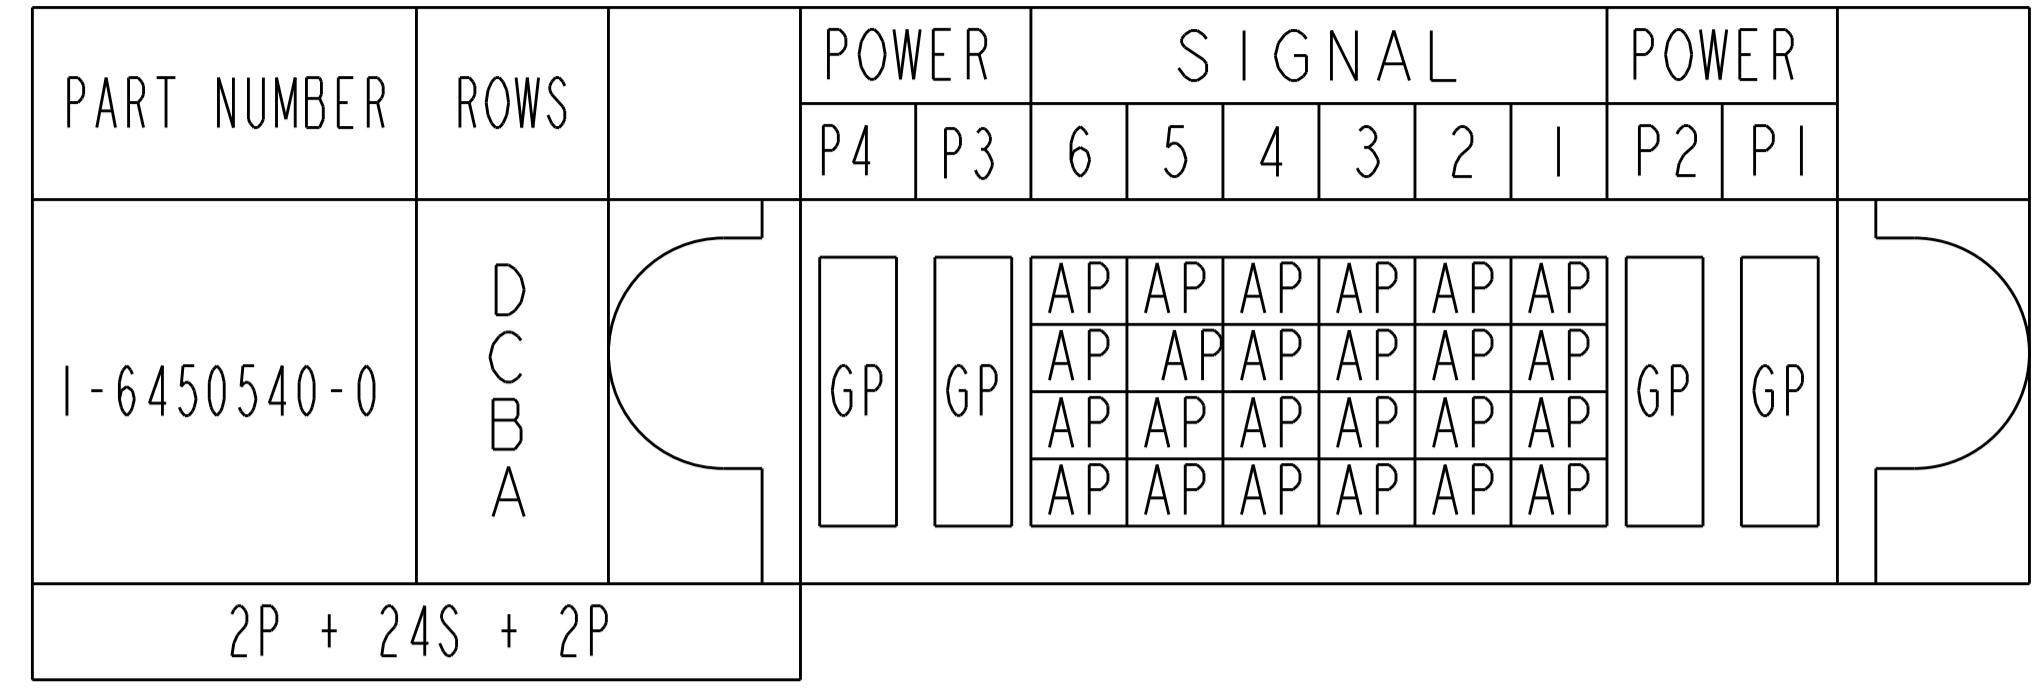 PART NUMBER ROWS POWER SIGNAL POWER
P4 P3 6 5 4 3 2 1 P2 P1
D AP AP AP AP AP AP
C AP AP AP AP AP AP
1-6450540-0 GP GP GP GP
B AP AP AP AP AP AP
A AP AP AP AP AP AP
2P + 24S + 2P